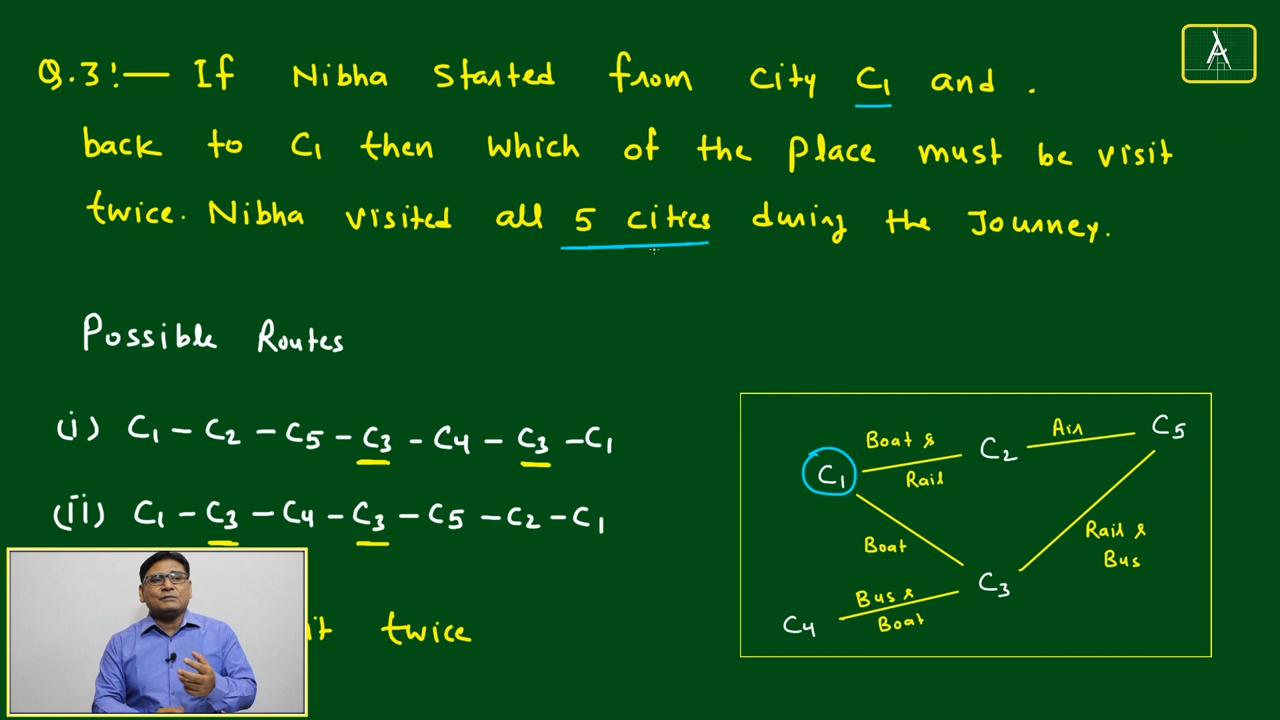 Q.3:— If Nibha started from city C1 and .
back to C1 then which of the place must be visit
twice. Nibha visited all 5 cities during the Journey.
Possible Routes
(i) C1 – C2 – C5 – C3 – C4 – C3 – C1
(ii) C1 – C3 – C4 – C3 – C5 – C2 – C1
twice
C1
Boat &
Rail
C2
Air
C5
Boat
Rail &
Bus
C3
C4
Bus &
Boat